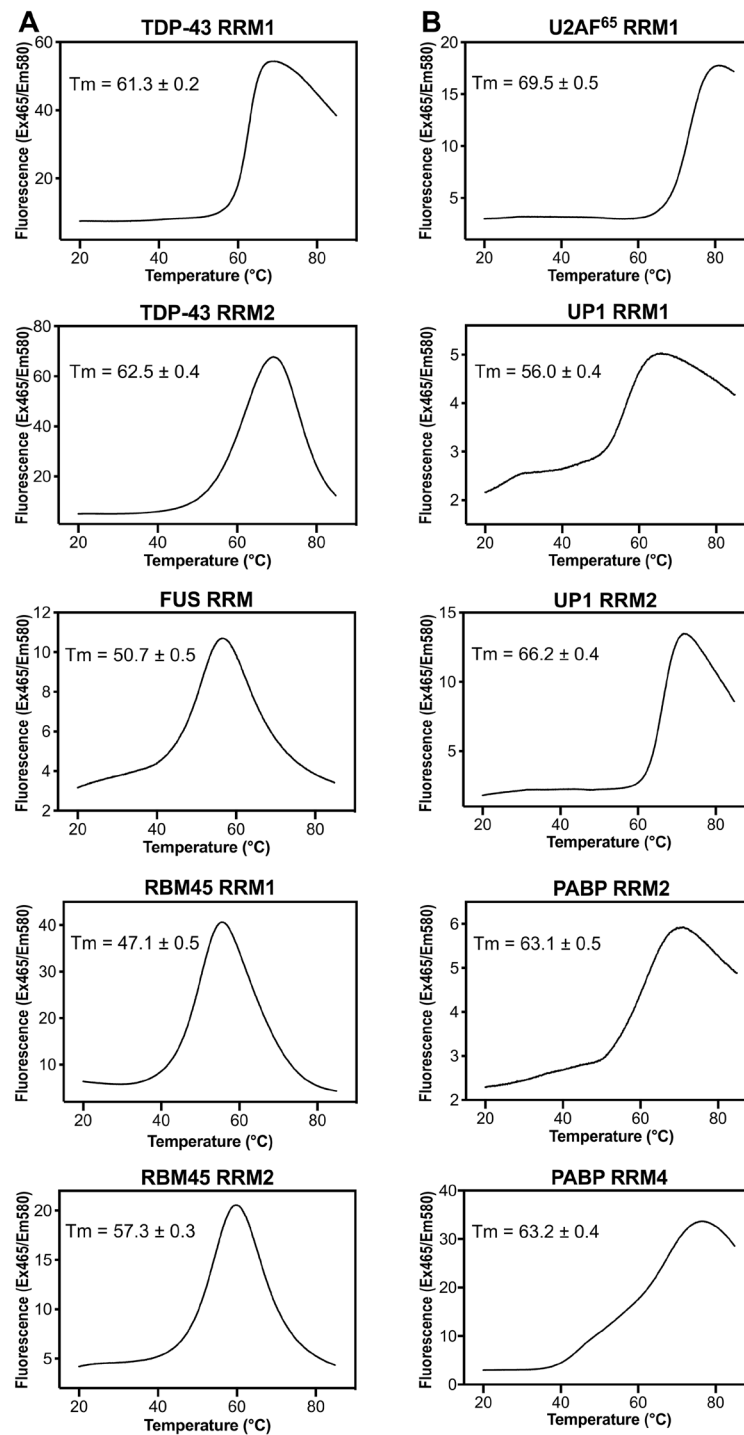 A
TDP-43 RRM1
Tm = 61.3 ± 0.2
Fluorescence (Ex465/Em580)
60
40
20
20 40 60 80
Temperature (°C)
TDP-43 RRM2
Tm = 62.5 ± 0.4
Fluorescence (Ex465/Em580)
80
60
40
20
20 40 60 80
Temperature (°C)
FUS RRM
Tm = 50.7 ± 0.5
Fluorescence (Ex465/Em580)
12
10
8
6
4
2
20 40 60 80
Temperature (°C)
RBM45 RRM1
Tm = 47.1 ± 0.5
Fluorescence (Ex465/Em580)
40
30
20
10
20 40 60 80
Temperature (°C)
RBM45 RRM2
Tm = 57.3 ± 0.3
Fluorescence (Ex465/Em580)
20
15
10
5
20 40 60 80
Temperature (°C)
B
U2AF⁶⁵ RRM1
Tm = 69.5 ± 0.5
Fluorescence (Ex465/Em580)
20
15
10
5
20 40 60 80
Temperature (°C)
UP1 RRM1
Tm = 56.0 ± 0.4
Fluorescence (Ex465/Em580)
5
4
3
2
20 40 60 80
Temperature (°C)
UP1 RRM2
Tm = 66.2 ± 0.4
Fluorescence (Ex465/Em580)
15
10
5
20 40 60 80
Temperature (°C)
PABP RRM2
Tm = 63.1 ± 0.5
Fluorescence (Ex465/Em580)
6
5
4
3
2
20 40 60 80
Temperature (°C)
PABP RRM4
Tm = 63.2 ± 0.4
Fluorescence (Ex465/Em580)
40
30
20
10
0
20 40 60 80
Temperature (°C)